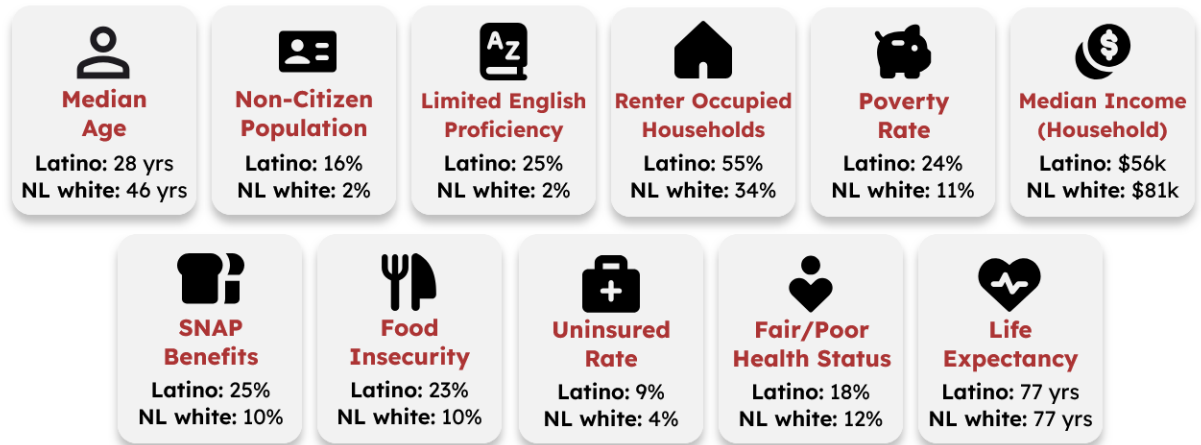 A
Z
$
Median
Age
Latino: 28 yrs
NL white: 46 yrs
Non-Citizen
Population
Latino: 16%
NL white: 2%
Limited English
Proficiency
Latino: 25%
NL white: 2%
Renter Occupied
Households
Latino: 55%
NL white: 34%
Poverty
Rate
Latino: 24%
NL white: 11%
Median Income
(Household)
Latino: $56k
NL white: $81k
SNAP
Benefits
Latino: 25%
NL white: 10%
Food
Insecurity
Latino: 23%
NL white: 10%
Uninsured
Rate
Latino: 9%
NL white: 4%
Fair/Poor
Health Status
Latino: 18%
NL white: 12%
Life
Expectancy
Latino: 77 yrs
NL white: 77 yrs